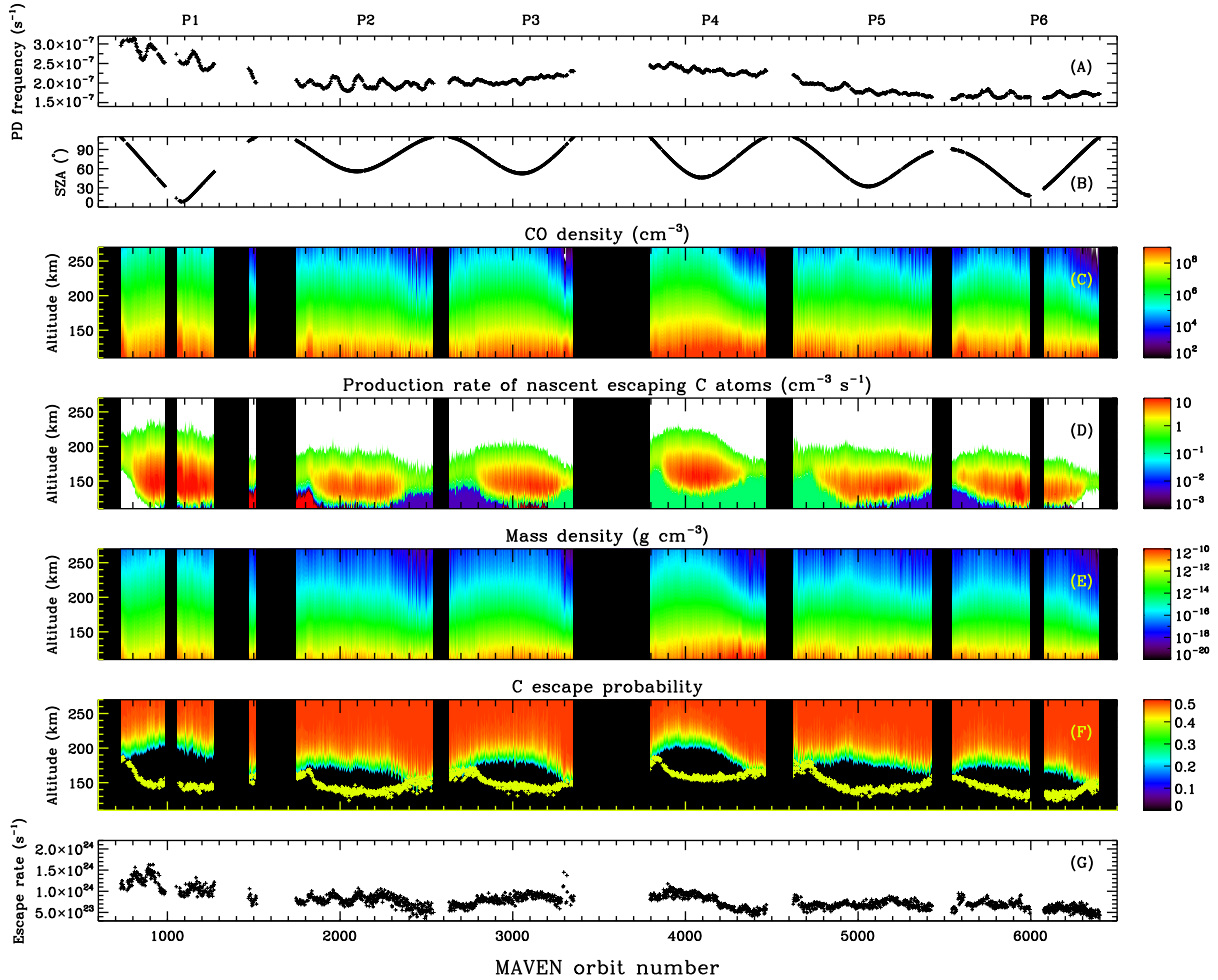 P1 P2 P3 P4 P5 P6
PD frequency (s⁻¹)
3.0×10⁻⁷
2.5×10⁻⁷
2.0×10⁻⁷
1.5×10⁻⁷
(A)
SZA (°)
90
60
30
0
(B)
CO density (cm⁻³)
Altitude (km)
250
200
150
(C)
10⁸
10⁶
10⁴
10²
Production rate of nascent escaping C atoms (cm⁻³ s⁻¹)
Altitude (km)
250
200
150
(D)
10
1
10⁻¹
10⁻²
10⁻³
Mass density (g cm⁻³)
Altitude (km)
250
200
150
(E)
12⁻¹⁰
10⁻¹²
10⁻¹⁴
10⁻¹⁶
10⁻¹⁸
10⁻²⁰
C escape probability
Altitude (km)
250
200
150
(F)
0.5
0.4
0.3
0.2
0.1
0
Escape rate (s⁻¹)
2.0×10²⁴
1.5×10²⁴
1.0×10²⁴
5.0×10²³
(G)
1000 2000 3000 4000 5000 6000
MAVEN orbit number